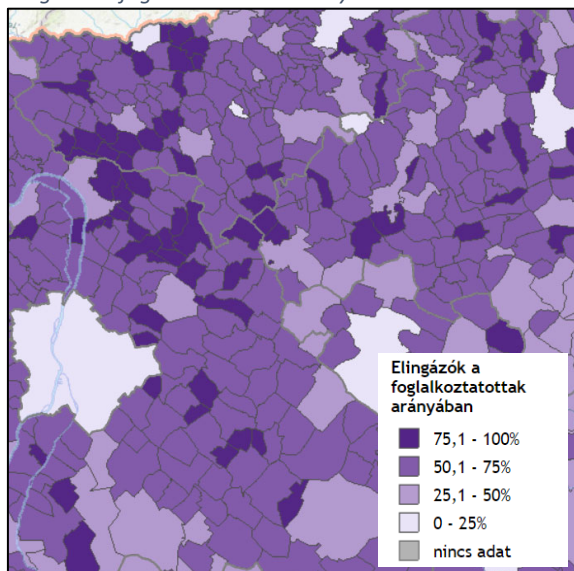 Elingázók a
foglalkoztatottak
arányában
75,1 - 100%
50,1 - 75%
25,1 - 50%
0 - 25%
nincs adat